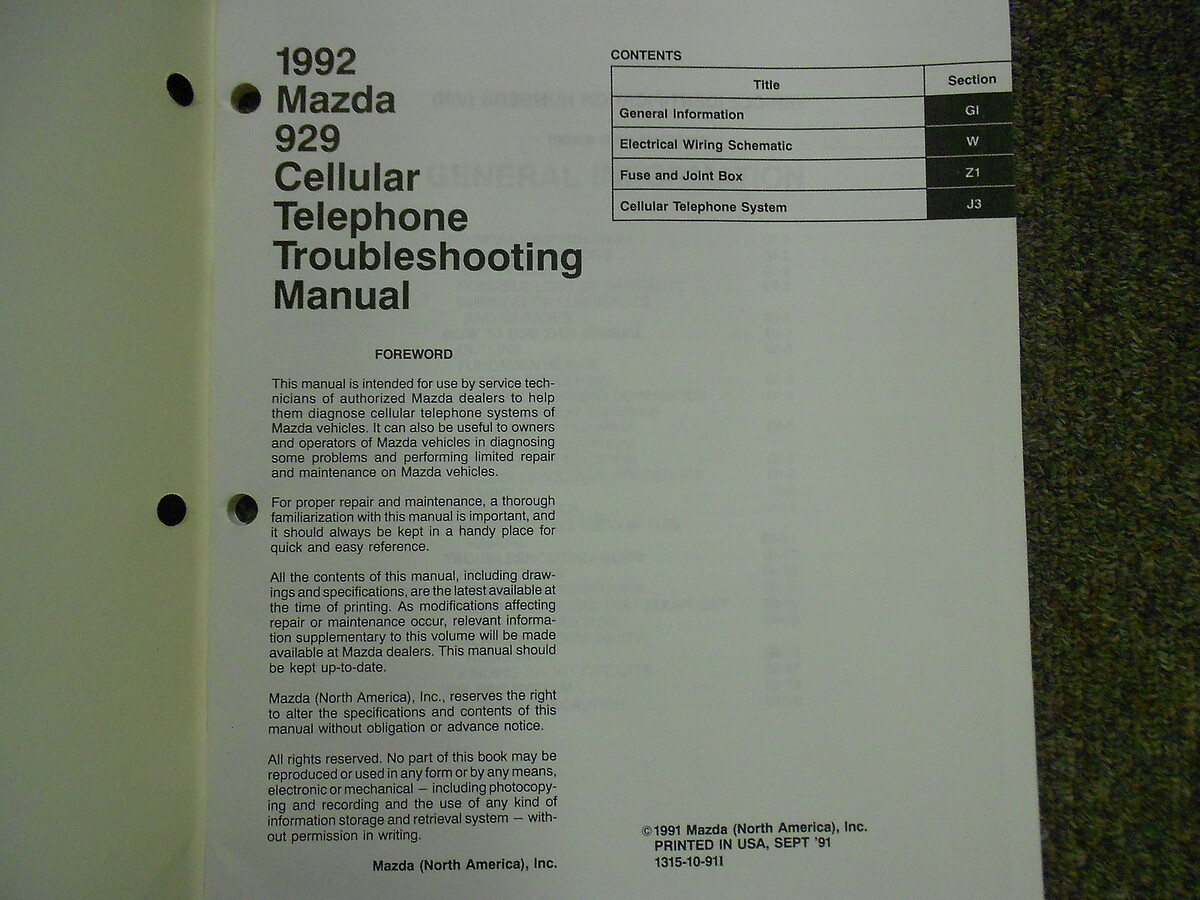 1992
Mazda
929
Cellular
Telephone
Troubleshooting
Manual
FOREWORD
This manual is intended for use by service tech-
nicians of authorized Mazda dealers to help
them diagnose cellular telephone systems of
Mazda vehicles. It can also be useful to owners
and operators of Mazda vehicles in diagnosing
some problems and performing limited repair
and maintenance on Mazda vehicles.
For proper repair and maintenance, a thorough
familiarization with this manual is important, and
it should always be kept in a handy place for
quick and easy reference.
All the contents of this manual, including draw-
ings and specifications, are the latest available at
the time of printing. As modifications affecting
repair or maintenance occur, relevant informa-
tion supplementary to this volume will be made
available at Mazda dealers. This manual should
be kept up-to-date.
Mazda (North America), Inc., reserves the right
to alter the specifications and contents of this
manual without obligation or advance notice.
All rights reserved. No part of this book may be
reproduced or used in any form or by any means,
electronic or mechanical — including photocopy-
ing and recording and the use of any kind of
information storage and retrieval system — with-
out permission in writing.
Mazda (North America), Inc.
CONTENTS
Title Section
General Information GI
Electrical Wiring Schematic W
Fuse and Joint Box Z1
Cellular Telephone System J3
©1991 Mazda (North America), Inc.
PRINTED IN USA, SEPT '91
1315-10-91I